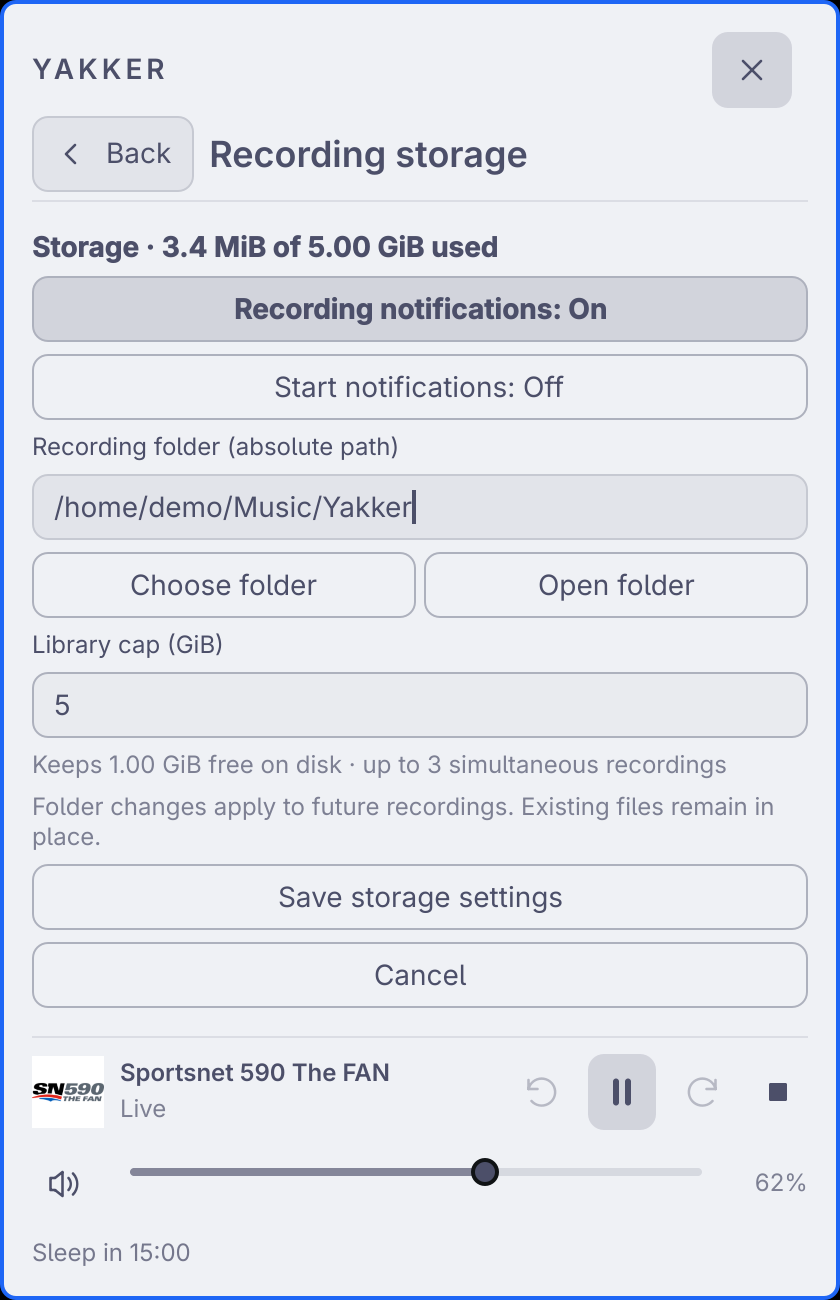 YAKKER
Back
Recording storage
Storage · 3.4 MiB of 5.00 GiB used
Recording notifications: On
Start notifications: Off
Recording folder (absolute path)
/home/demo/Music/Yakker
Choose folder
Open folder
Library cap (GiB)
5
Keeps 1.00 GiB free on disk · up to 3 simultaneous recordings
Folder changes apply to future recordings. Existing files remain in
place.
Save storage settings
Cancel
SN590
THE FAN
Sportsnet 590 The FAN
Live
62%
Sleep in 15:00